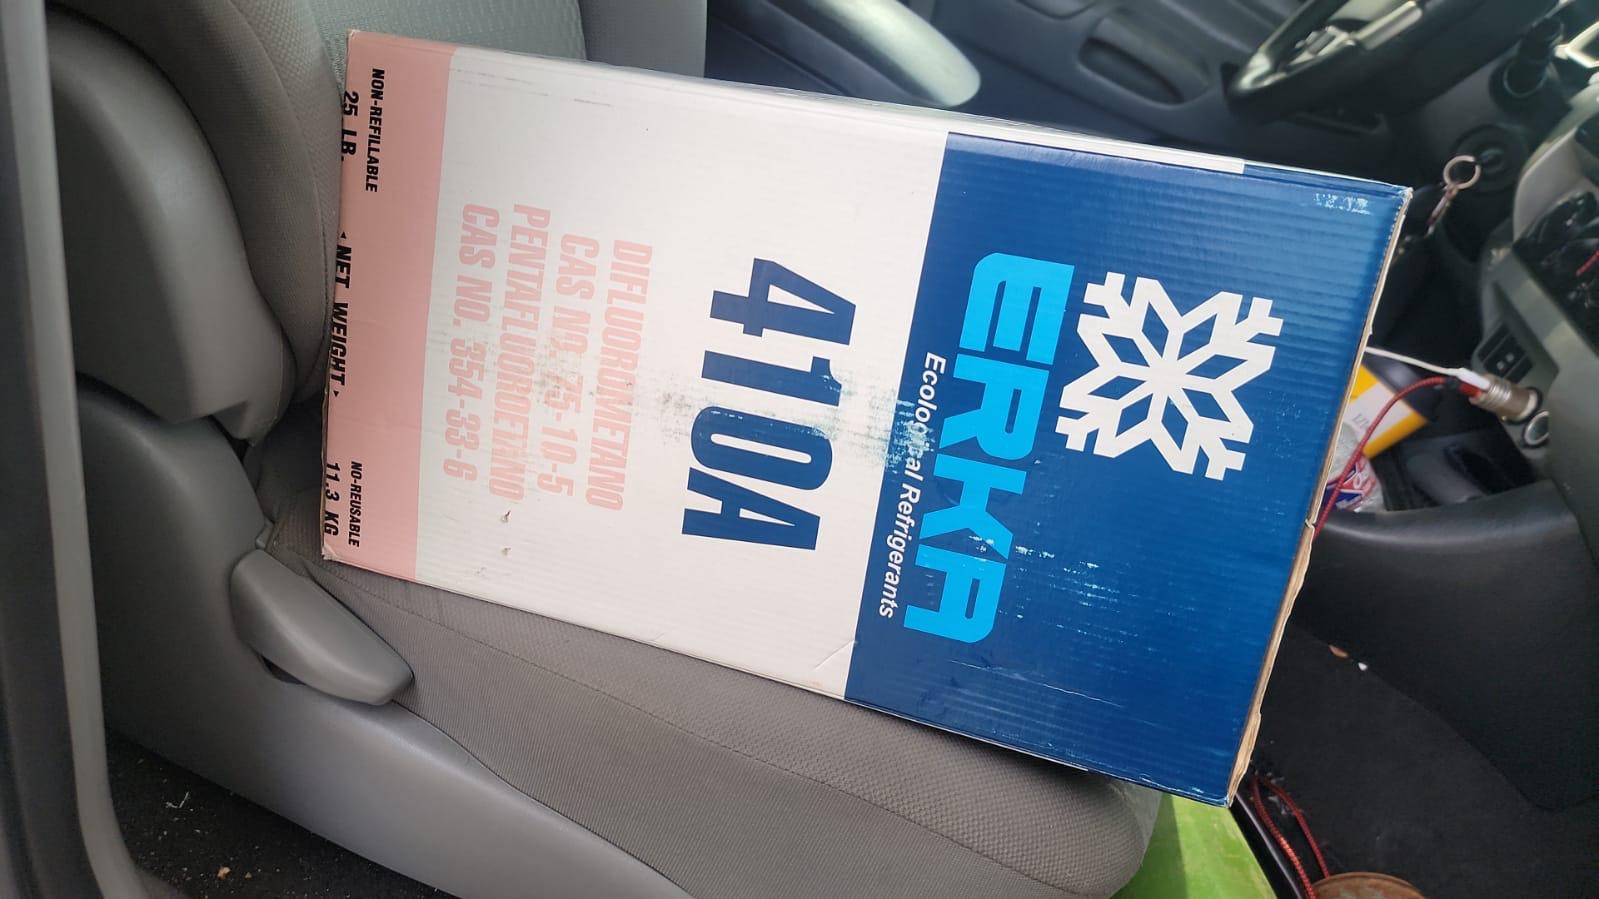 ERKA
Ecological Refrigerants
410A
DIFLUOROMETANO
CAS NO. 75-10-5
PENTAFLUOROETANO
CAS NO. 354-33-6
NON-REFILLABLE NO-REUSABLE
25 LB. ◄ NET WEIGHT ► 11.3 KG